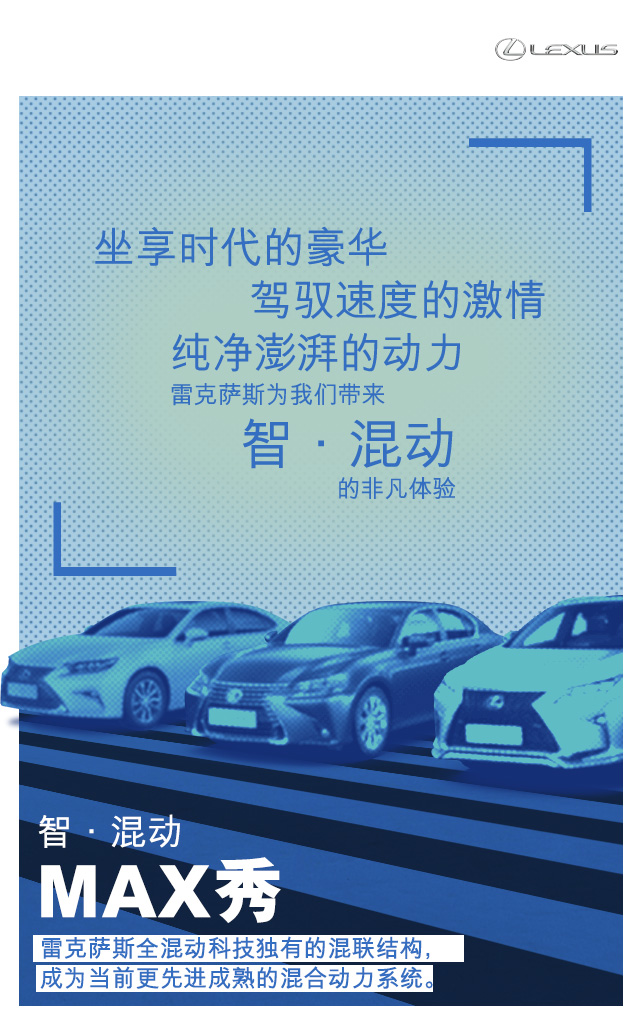 LEXUS
坐享时代的豪华
驾驭速度的激情
纯净澎湃的动力
雷克萨斯为我们带来
智·混动
的非凡体验
智·混动
MAX秀
雷克萨斯全混动科技独有的混联结构，
成为当前更先进成熟的混合动力系统。